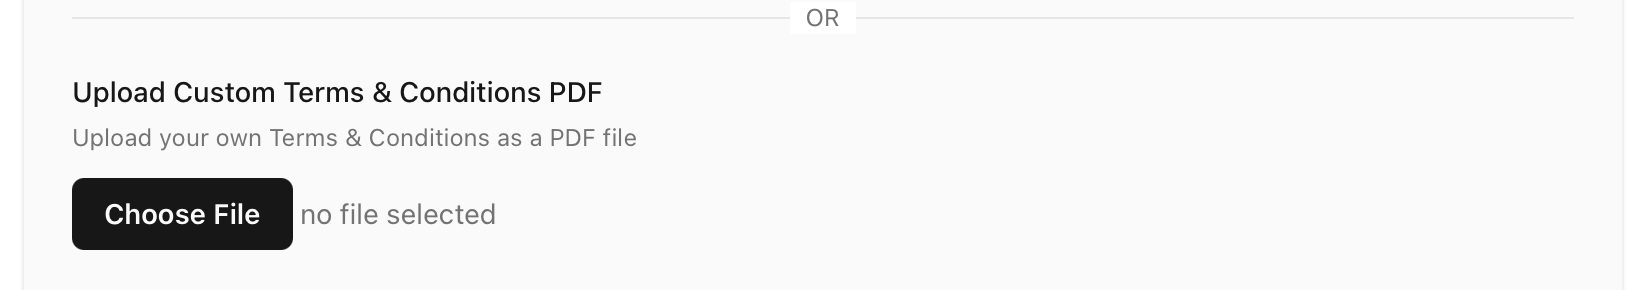 OR
Upload Custom Terms & Conditions PDF
Upload your own Terms & Conditions as a PDF file
Choose File no file selected